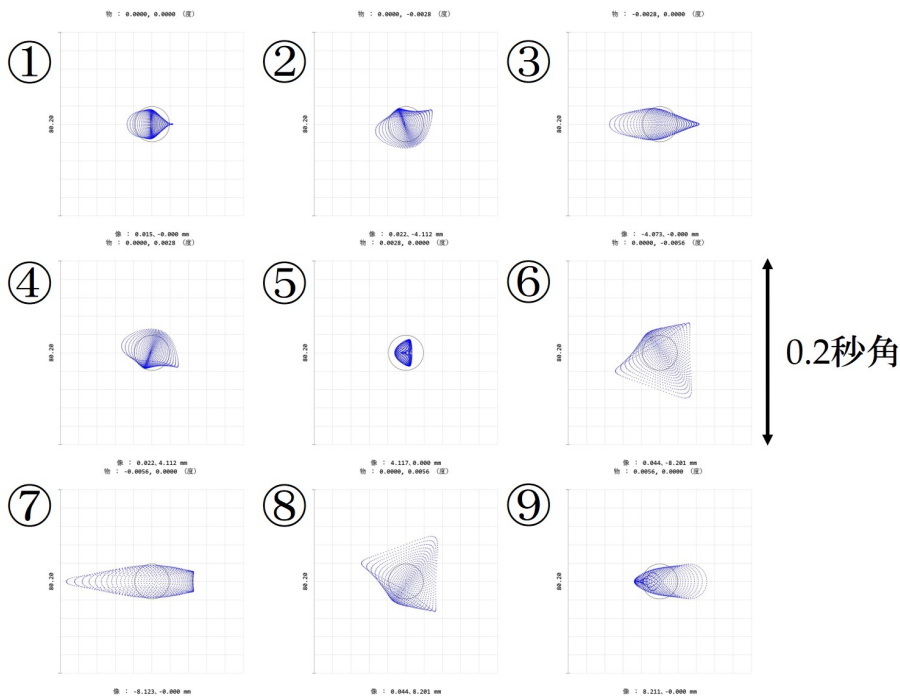 物 : 0.0000, 0.0000 (度)
物 : 0.0000, -0.0028 (度)
物 : -0.0028, 0.0000 (度)
① 80.20
② 80.20
③ 80.20
像 : 0.015、-0.000 mm
像 : 0.022、-4.112 mm
像 : -4.073、-0.000 mm
物 : 0.0000, 0.0028 (度)
物 : 0.0028, 0.0000 (度)
物 : 0.0000, -0.0056 (度)
④ 80.20
⑤ 80.20
⑥ 80.20
0.2秒角
像 : 0.022、4.112 mm
像 : 4.117、0.000 mm
像 : 0.044、-8.201 mm
物 : -0.0056, 0.0000 (度)
物 : 0.0000, 0.0056 (度)
物 : 0.0056, 0.0000 (度)
⑦ 80.20
⑧ 80.20
⑨ 80.20
像 : -8.123、-0.000 mm
像 : 0.044、8.201 mm
像 : 8.211、-0.000 mm